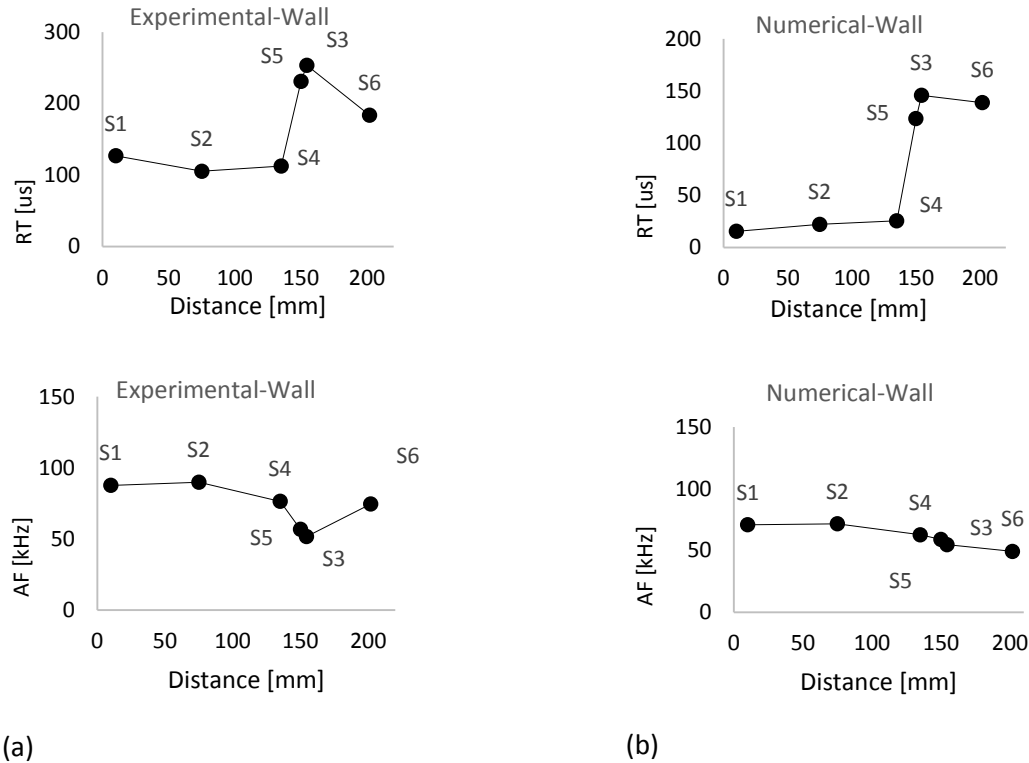 Experimental-Wall
300
200
100
0
RT [us]
S1
S2
S4
S5
S3
S6
0 50 100 150 200
Distance [mm]
Numerical-Wall
200
150
100
50
0
RT [us]
S1
S2
S4
S5
S3
S6
0 50 100 150 200
Distance [mm]
Experimental-Wall
150
100
50
0
AF [kHz]
S1
S2
S4
S5
S3
S6
0 50 100 150 200
Distance [mm]
Numerical-Wall
150
100
50
0
AF [kHz]
S1
S2
S4
S5
S3
S6
0 50 100 150 200
Distance [mm]
(a)
(b)